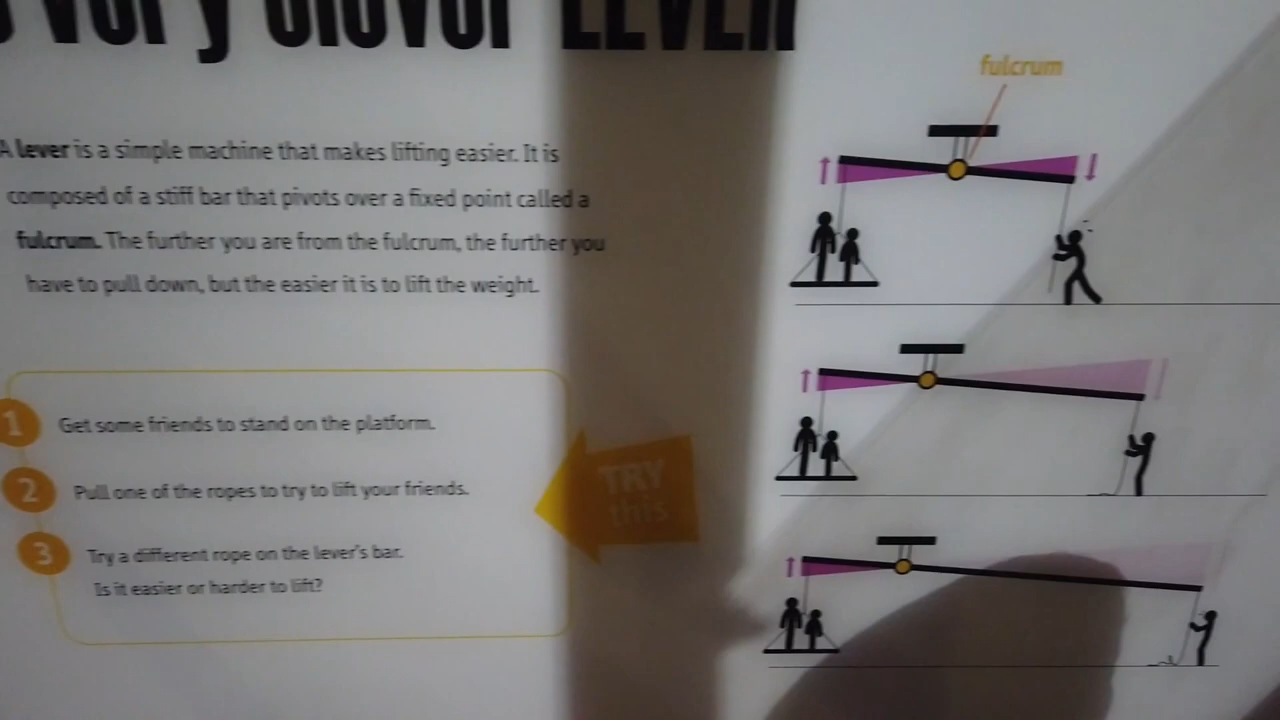 very clever LEVER
fulcrum
A lever is a simple machine that makes lifting easier. It is
composed of a stiff bar that pivots over a fixed point called a
fulcrum. The further you are from the fulcrum, the further you
have to pull down, but the easier it is to lift the weight.
1 Get some friends to stand on the platform.
2 Pull one of the ropes to try to lift your friends.
3 Try a different rope on the lever's bar.
Is it easier or harder to lift?
TRY
this